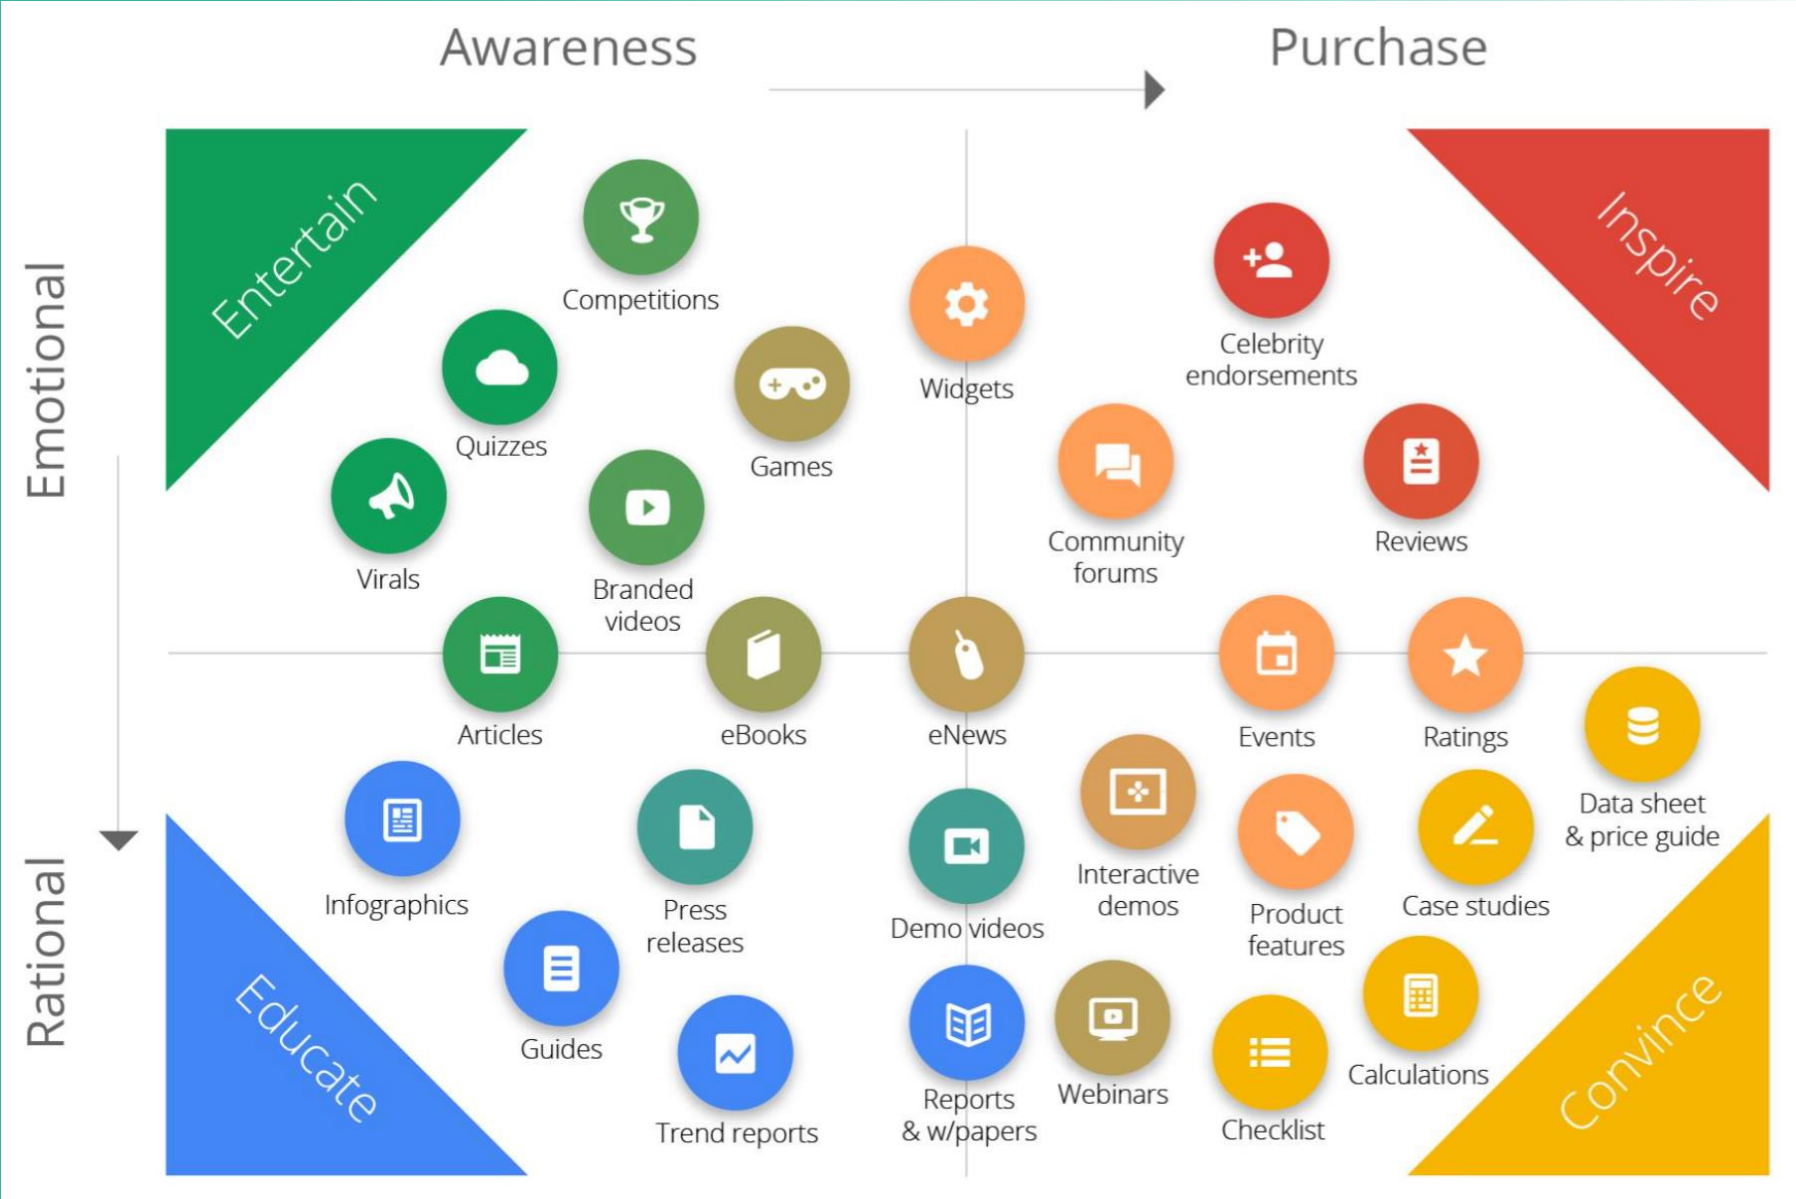 Awareness
Purchase
Emotional
Rational
Entertain
Inspire
Competitions
Widgets
Celebrity
endorsements
Quizzes
Games
Community
forums
Reviews
Virals
Branded
videos
Articles
eBooks
eNews
Events
Ratings
Data sheet
& price guide
Infographics
Press
releases
Demo videos
Interactive
demos
Product
features
Case studies
Guides
Trend reports
Reports
& w/papers
Webinars
Checklist
Calculations
Educate
Convince